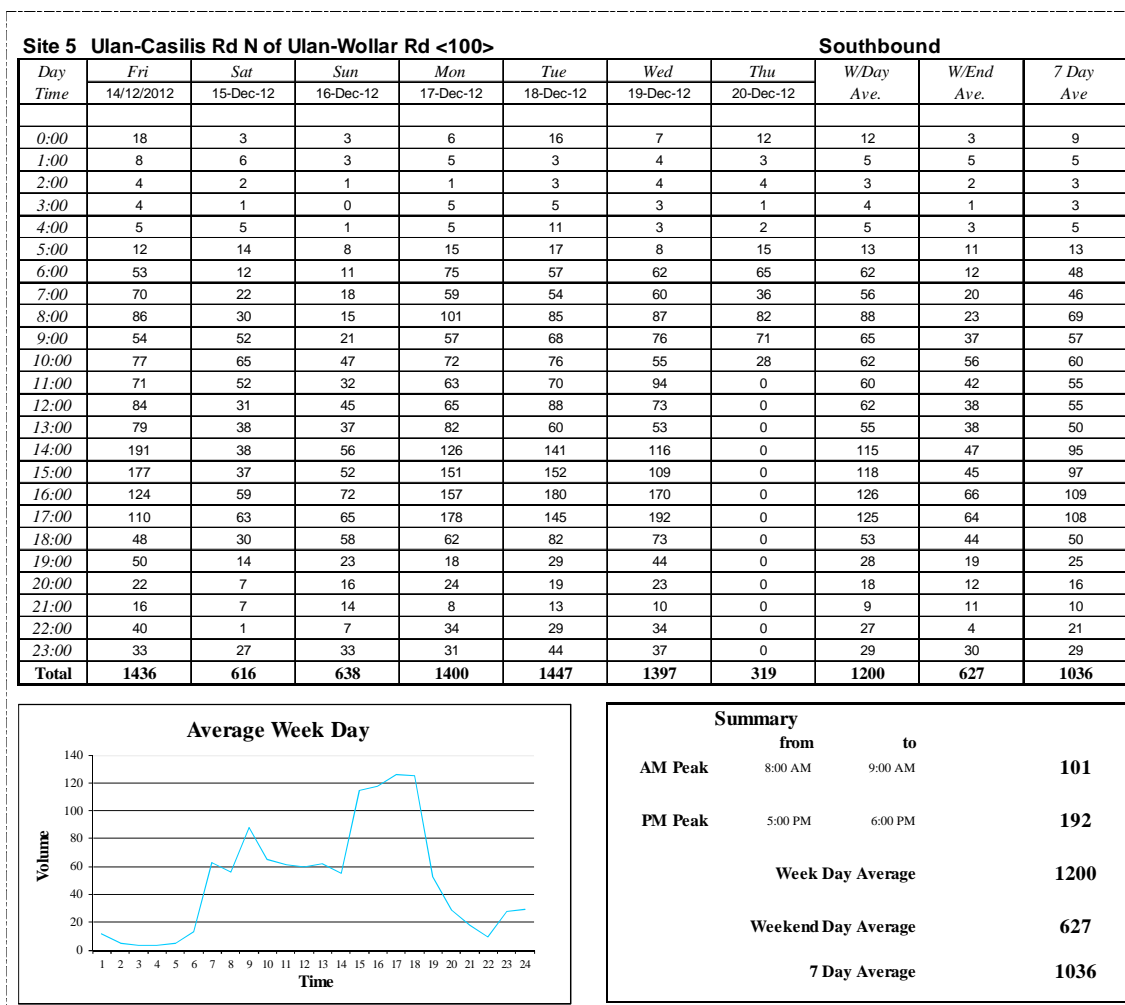 Site 5 Ulan-Casilis Rd N of Ulan-Wollar Rd <100> Southbound
Day Fri Sat Sun Mon Tue Wed Thu W/Day W/End 7 Day
Time 14/12/2012 15-Dec-12 16-Dec-12 17-Dec-12 18-Dec-12 19-Dec-12 20-Dec-12 Ave. Ave. Ave
0:00 18 3 3 6 16 7 12 12 3 9
1:00 8 6 3 5 3 4 3 5 5 5
2:00 4 2 1 1 3 4 4 3 2 3
3:00 4 1 0 5 5 3 1 4 1 3
4:00 5 5 1 5 11 3 2 5 3 5
5:00 12 14 8 15 17 8 15 13 11 13
6:00 53 12 11 75 57 62 65 62 12 48
7:00 70 22 18 59 54 60 36 56 20 46
8:00 86 30 15 101 85 87 82 88 23 69
9:00 54 52 21 57 68 76 71 65 37 57
10:00 77 65 47 72 76 55 28 62 56 60
11:00 71 52 32 63 70 94 0 60 42 55
12:00 84 31 45 65 88 73 0 62 38 55
13:00 79 38 37 82 60 53 0 55 38 50
14:00 191 38 56 126 141 116 0 115 47 95
15:00 177 37 52 151 152 109 0 118 45 97
16:00 124 59 72 157 180 170 0 126 66 109
17:00 110 63 65 178 145 192 0 125 64 108
18:00 48 30 58 62 82 73 0 53 44 50
19:00 50 14 23 18 29 44 0 28 19 25
20:00 22 7 16 24 19 23 0 18 12 16
21:00 16 7 14 8 13 10 0 9 11 10
22:00 40 1 7 34 29 34 0 27 4 21
23:00 33 27 33 31 44 37 0 29 30 29
Total 1436 616 638 1400 1447 1397 319 1200 627 1036
Average Week Day
140
120
100
80
60
40
20
0
Volume
1 2 3 4 5 6 7 8 9 10 11 12 13 14 15 16 17 18 19 20 21 22 23 24
Time
Summary
from to
AM Peak 8:00 AM 9:00 AM 101
PM Peak 5:00 PM 6:00 PM 192
Week Day Average 1200
Weekend Day Average 627
7 Day Average 1036